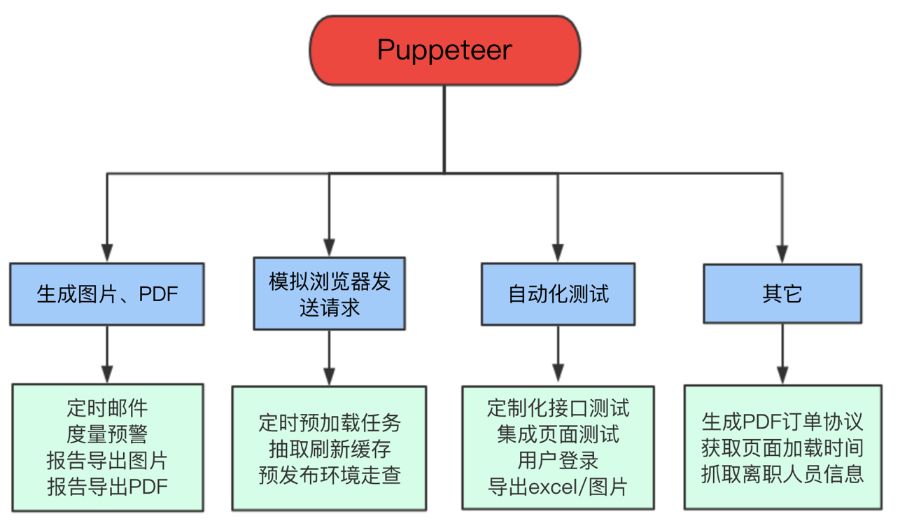 Puppeteer
生成图片、PDF
模拟浏览器发
送请求
自动化测试
其它
定时邮件
度量预警
报告导出图片
报告导出PDF
定时预加载任务
抽取刷新缓存
预发布环境走查
定制化接口测试
集成页面测试
用户登录
导出excel/图片
生成PDF订单协议
获取页面加载时间
抓取离职人员信息